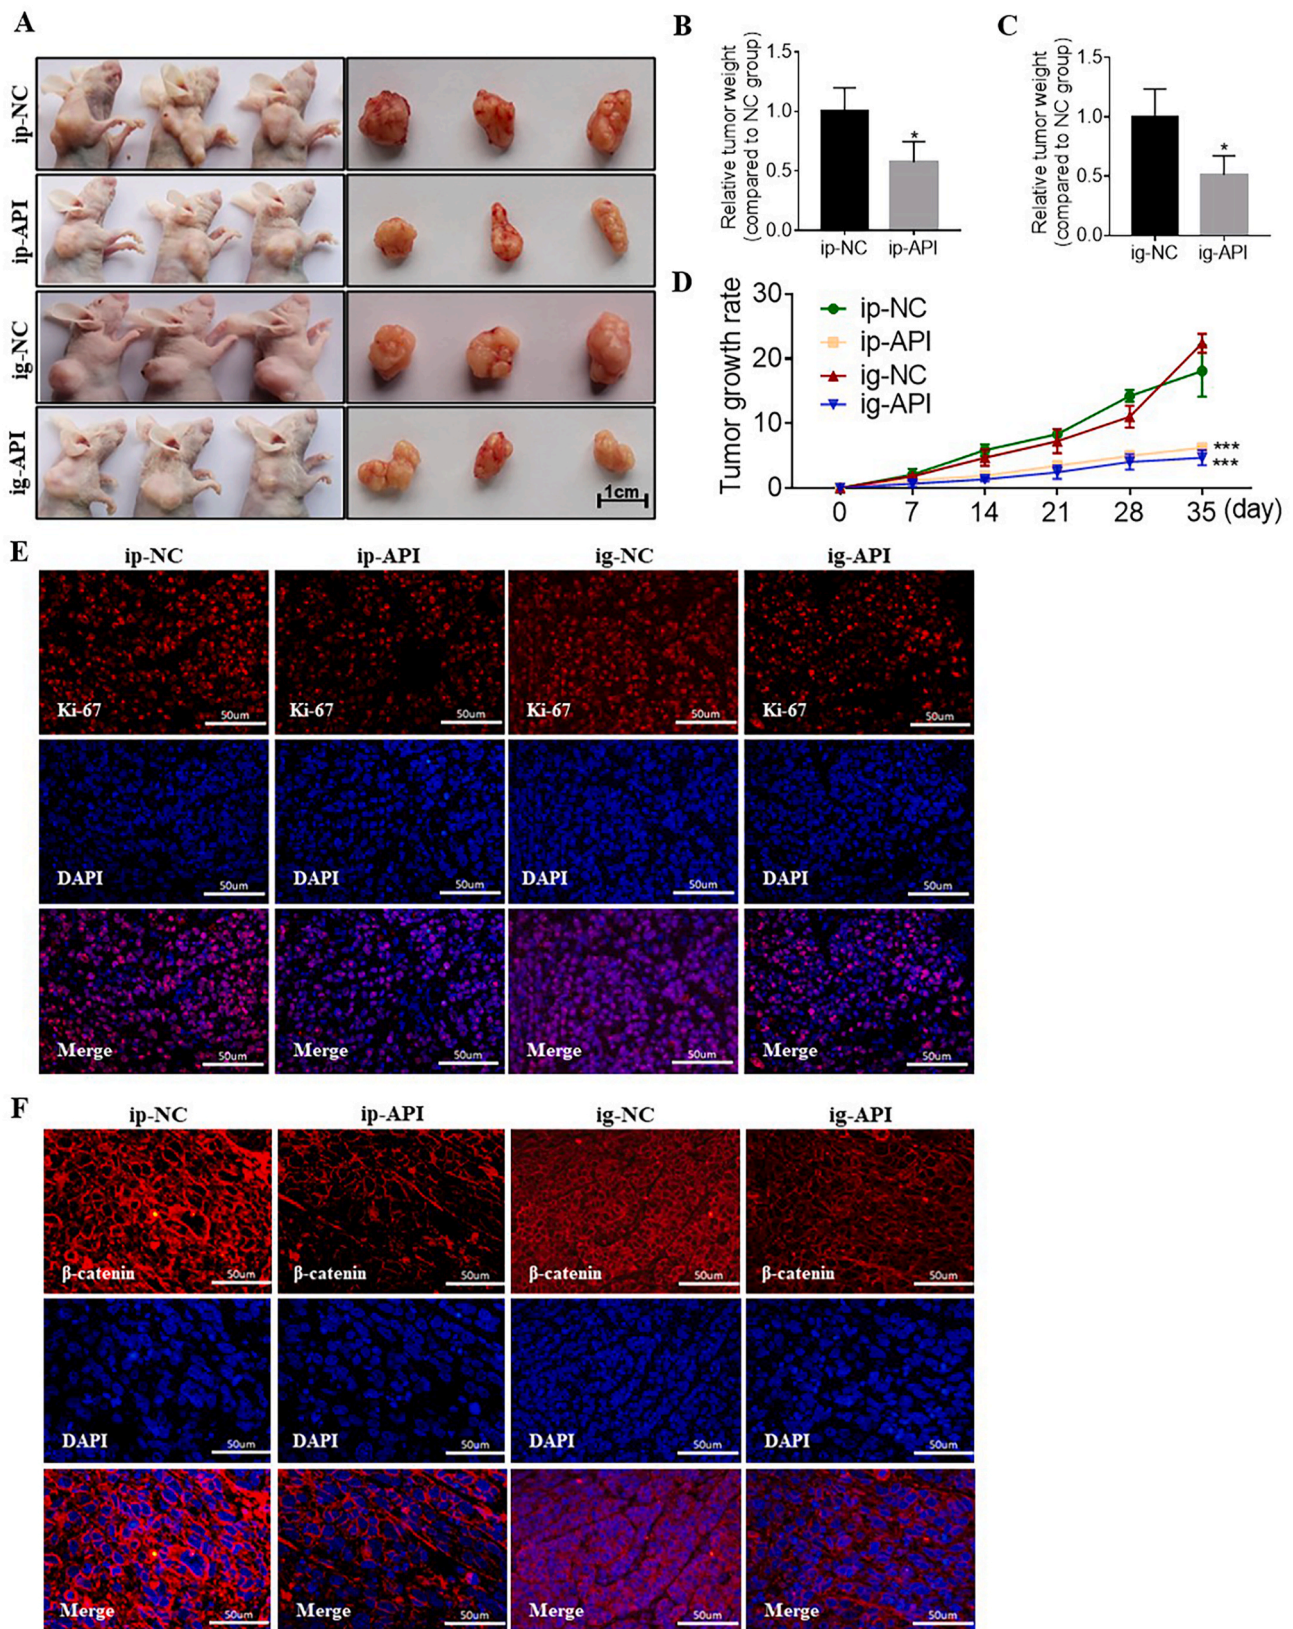 A
ip-NC
ip-API
ig-NC
ig-API
1cm
B
Relative tumor weight
(compared to NC group)
1.5
1.0
0.5
0.0
*
ip-NC ip-API
C
Relative tumor weight
(compared to NC group)
1.5
1.0
0.5
0.0
*
ig-NC ig-API
D
Tumor growth rate
30
20
10
0
ip-NC
ip-API
ig-NC
ig-API
***
***
0 7 14 21 28 35 (day)
E
ip-NC ip-API ig-NC ig-API
Ki-67 50um Ki-67 50um Ki-67 50um Ki-67 50um
DAPI 50um DAPI 50um DAPI 50um DAPI 50um
Merge 50um Merge 50um Merge 50um Merge 50um
F
ip-NC ip-API ig-NC ig-API
β-catenin 50um β-catenin 50um β-catenin 50um β-catenin 50um
DAPI 50um DAPI 50um DAPI 50um DAPI 50um
Merge 50um Merge 50um Merge 50um Merge 50um